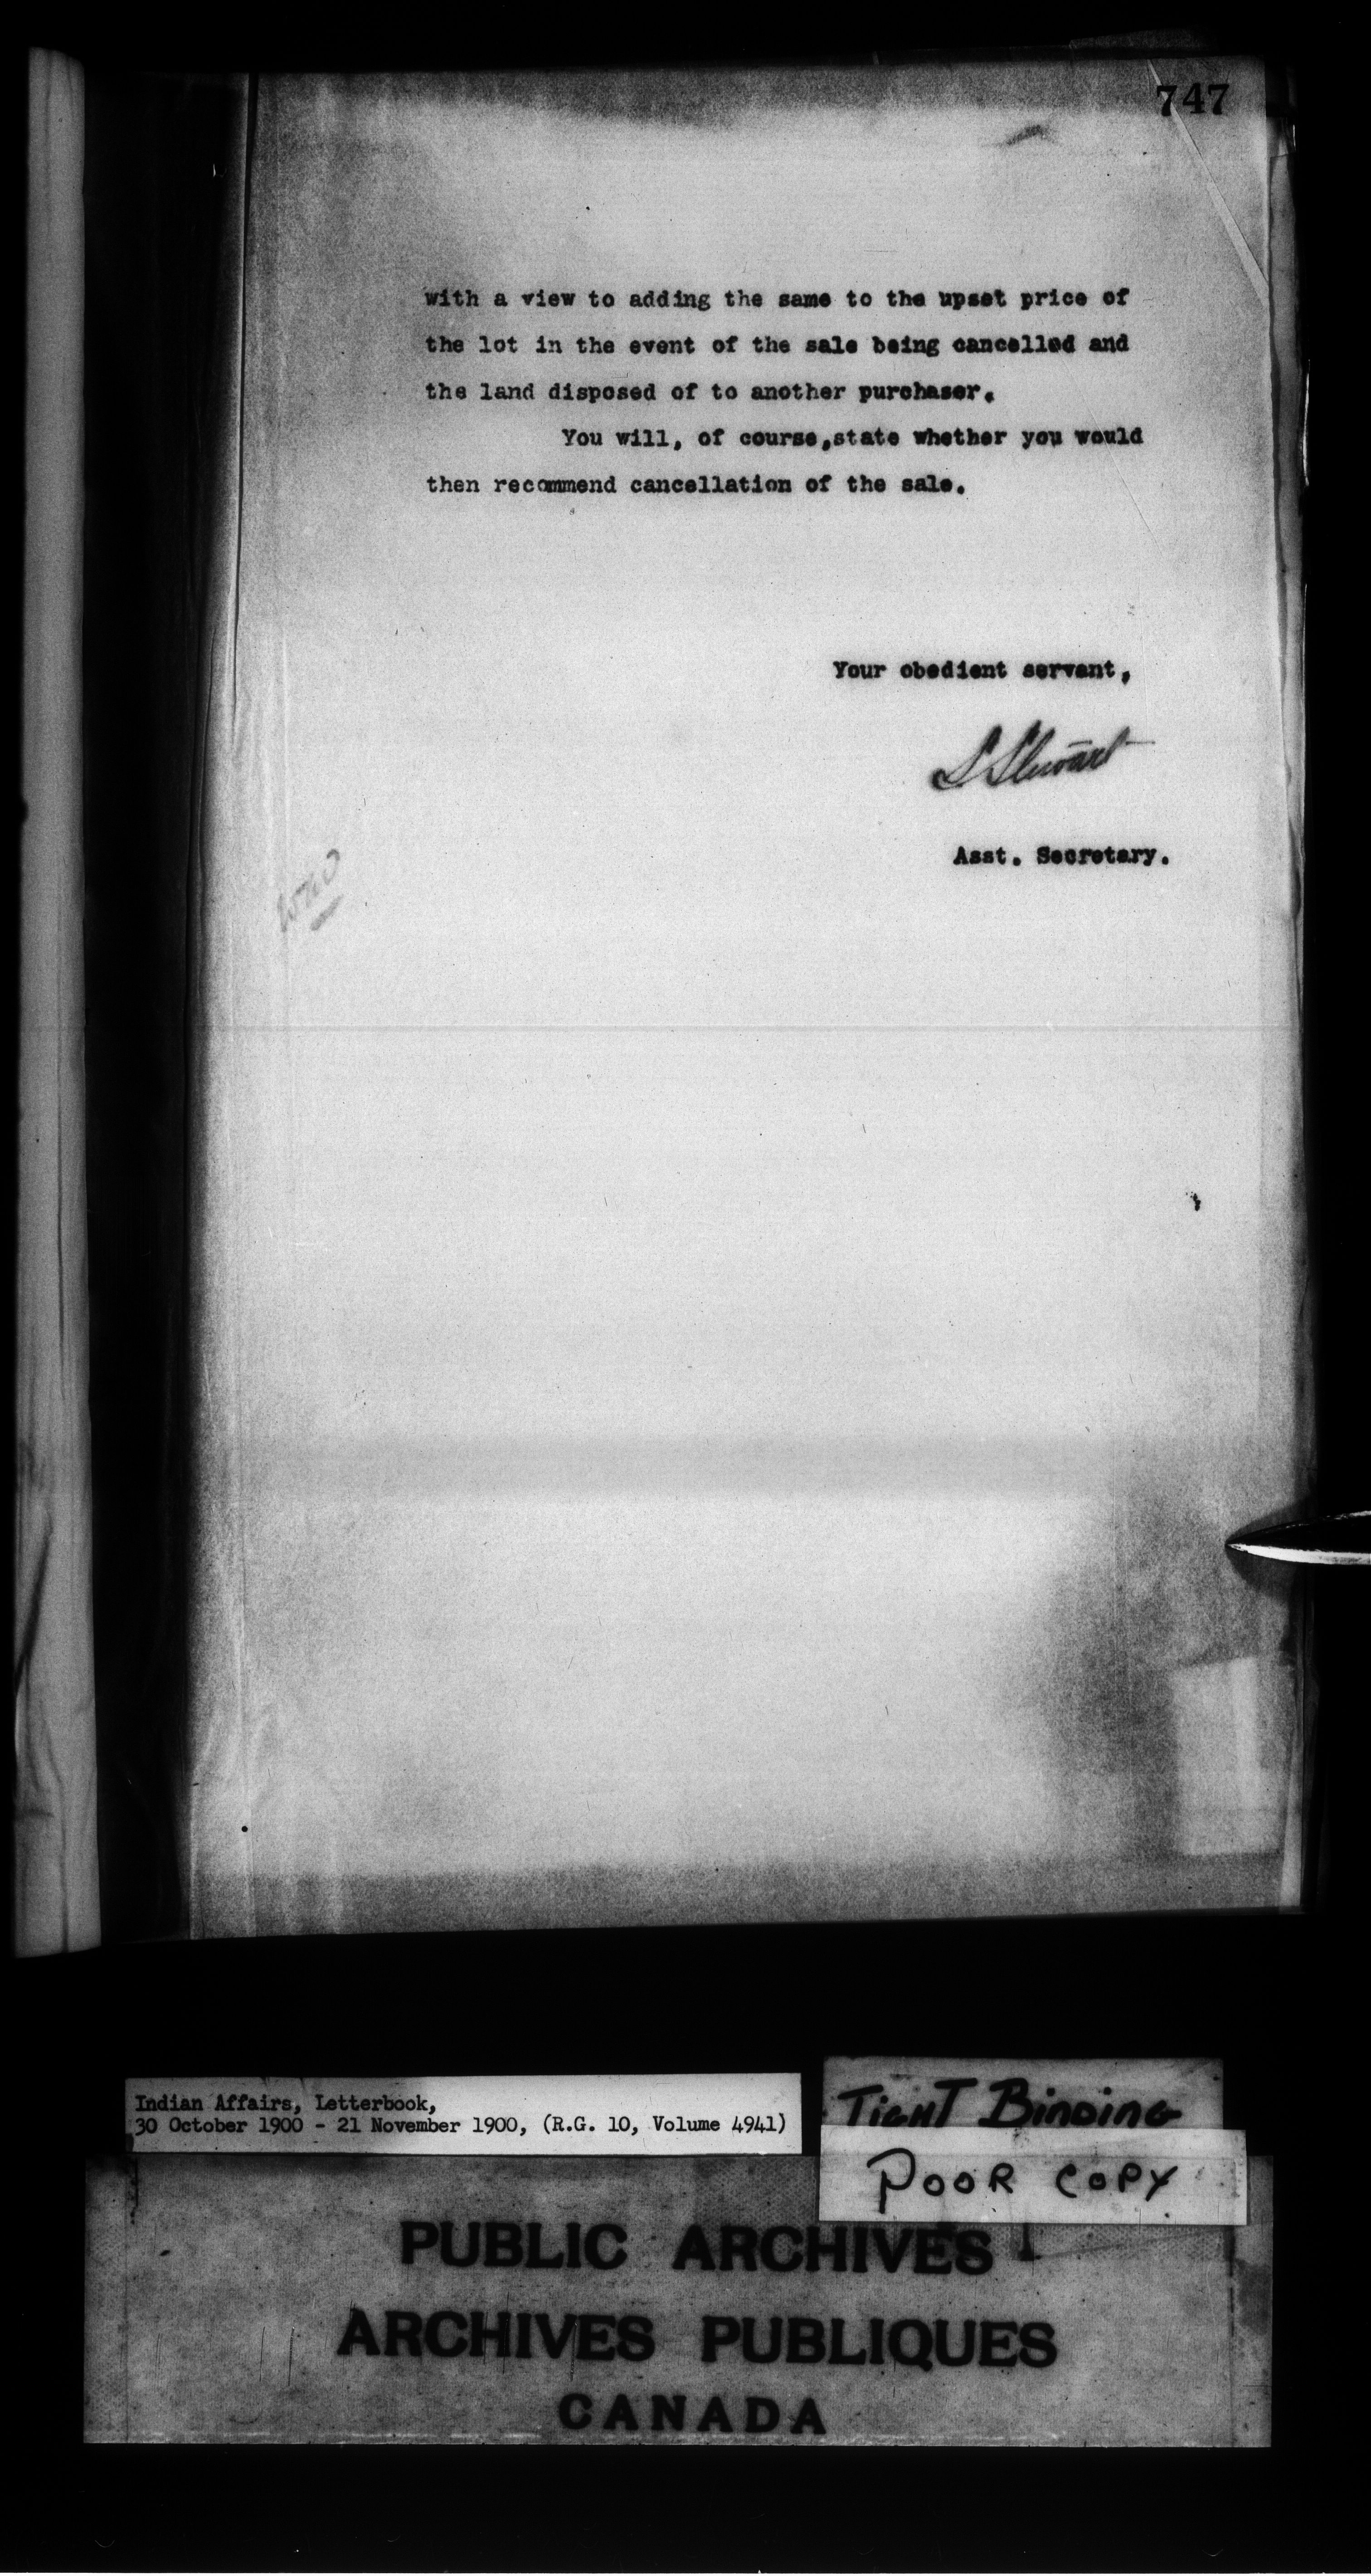 747
with a view to adding the same to the upset price of
the lot in the event of the sale being cancelled and
the land disposed of to another purchaser.
You will, of course,state whether you would
then recommend cancellation of the sale.
Your obedient servant,
S Stewart
Asst. Secretary.
Indian Affairs, Letterbook,
30 October 1900 - 21 November 1900, (R.G. 10, Volume 4941)
TIGHT BINDING
POOR COPY
PUBLIC ARCHIVES
ARCHIVES PUBLIQUES
CANADA